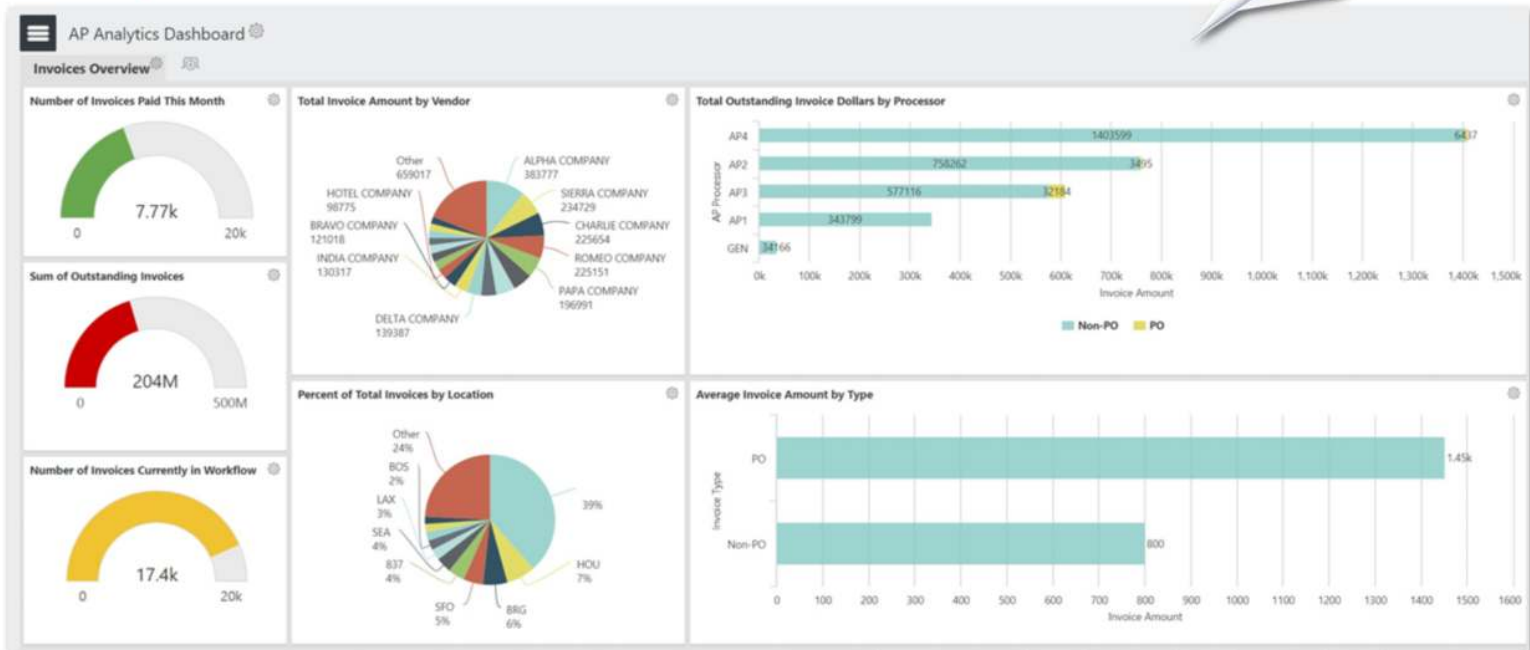 AP Analytics Dashboard
Invoices Overview
Number of Invoices Paid This Month
7.77k
0
20k
Sum of Outstanding Invoices
204M
0
500M
Number of Invoices Currently in Workflow
17.4k
0
20k
Total Invoice Amount by Vendor
Other
659017
ALPHA COMPANY
383777
HOTEL COMPANY
98775
SIERRA COMPANY
234729
BRAVO COMPANY
121018
CHARLIE COMPANY
225654
INDIA COMPANY
130317
ROMEO COMPANY
225151
PAPA COMPANY
196991
DELTA COMPANY
139387
Percent of Total Invoices by Location
Other
24%
BOS
2%
LAX
3%
39%
SEA
4%
837
4%
HOU
7%
SFO
5%
BRG
6%
Total Outstanding Invoice Dollars by Processor
AP Processor
AP4 1403599 6437
AP2 758262 3495
AP3 577116 32184
AP1 343799
GEN 34166
0k 100k 200k 300k 400k 500k 600k 700k 800k 900k 1,000k 1,100k 1,200k 1,300k 1,400k 1,500k
Invoice Amount
Non-PO PO
Average Invoice Amount by Type
Invoice Type
PO 1.45k
Non-PO 800
0 100 200 300 400 500 600 700 800 900 1000 1100 1200 1300 1400 1500 1600
Invoice Amount